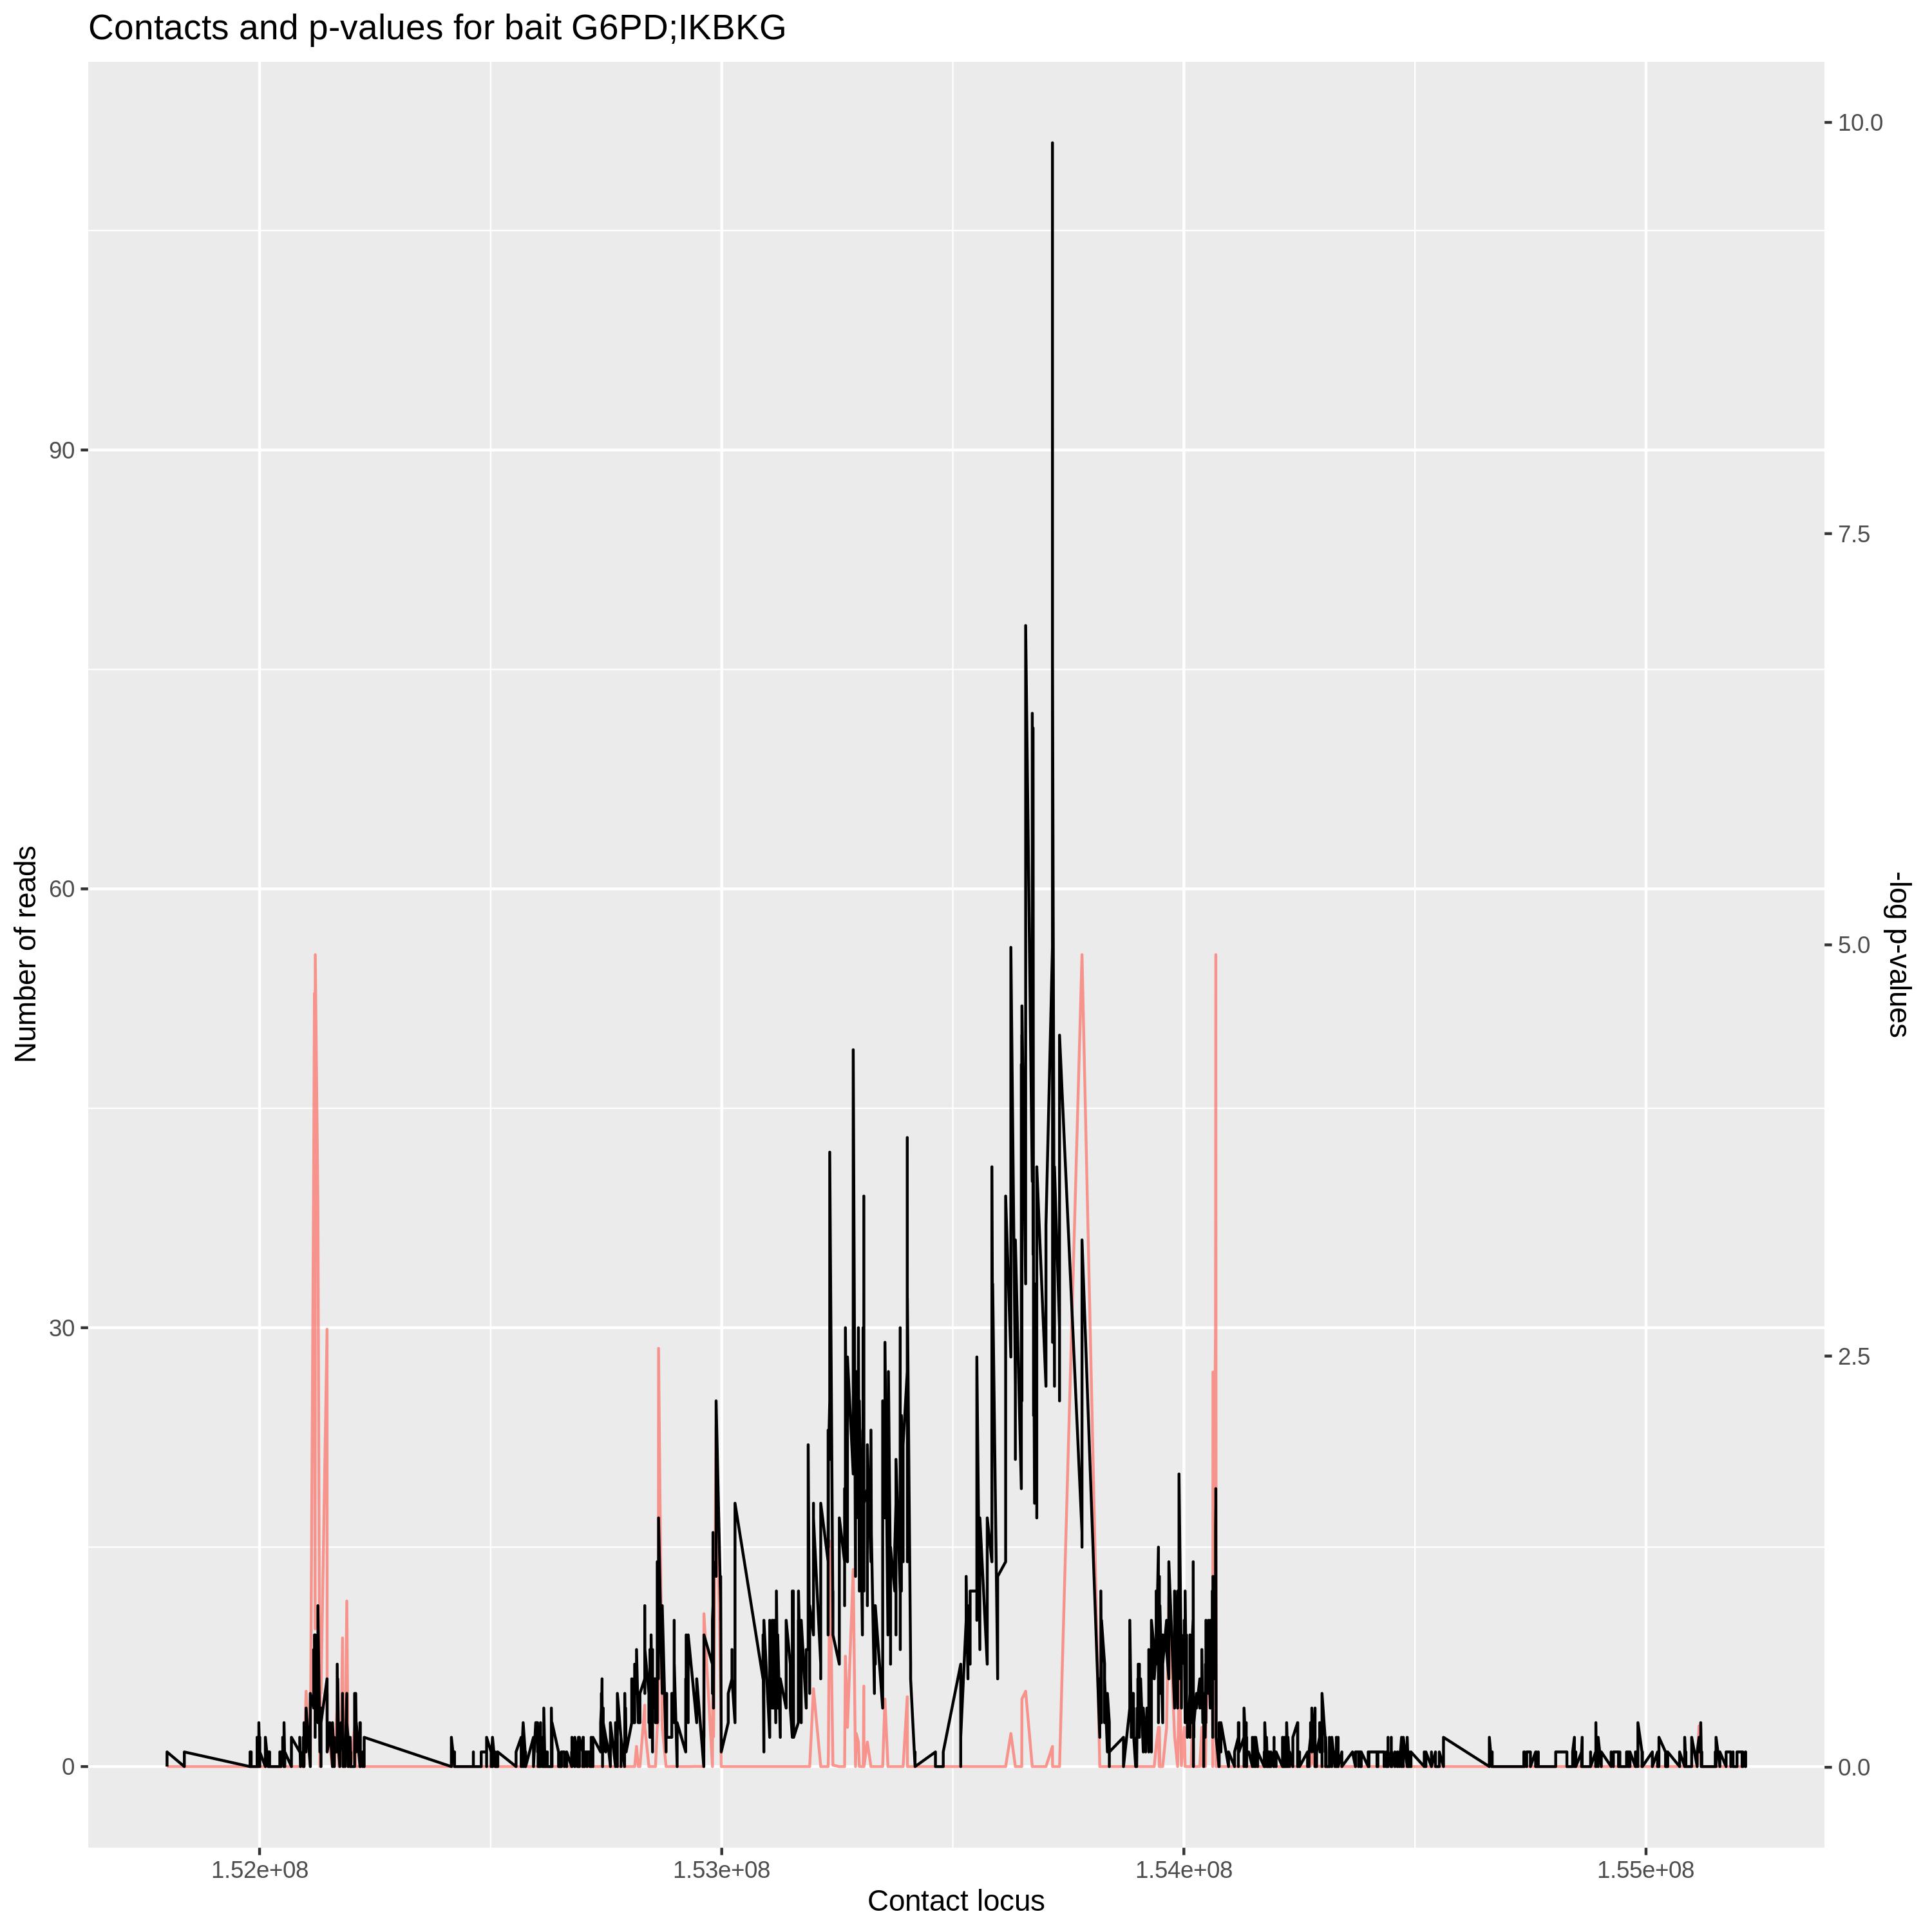 Contacts and p-values for bait G6PD;IKBKG
10.0
7.5
5.0
2.5
0.0
90
60
30
0
Number of reads
-log p-values
1.52e+08 1.53e+08 1.54e+08 1.55e+08
Contact locus